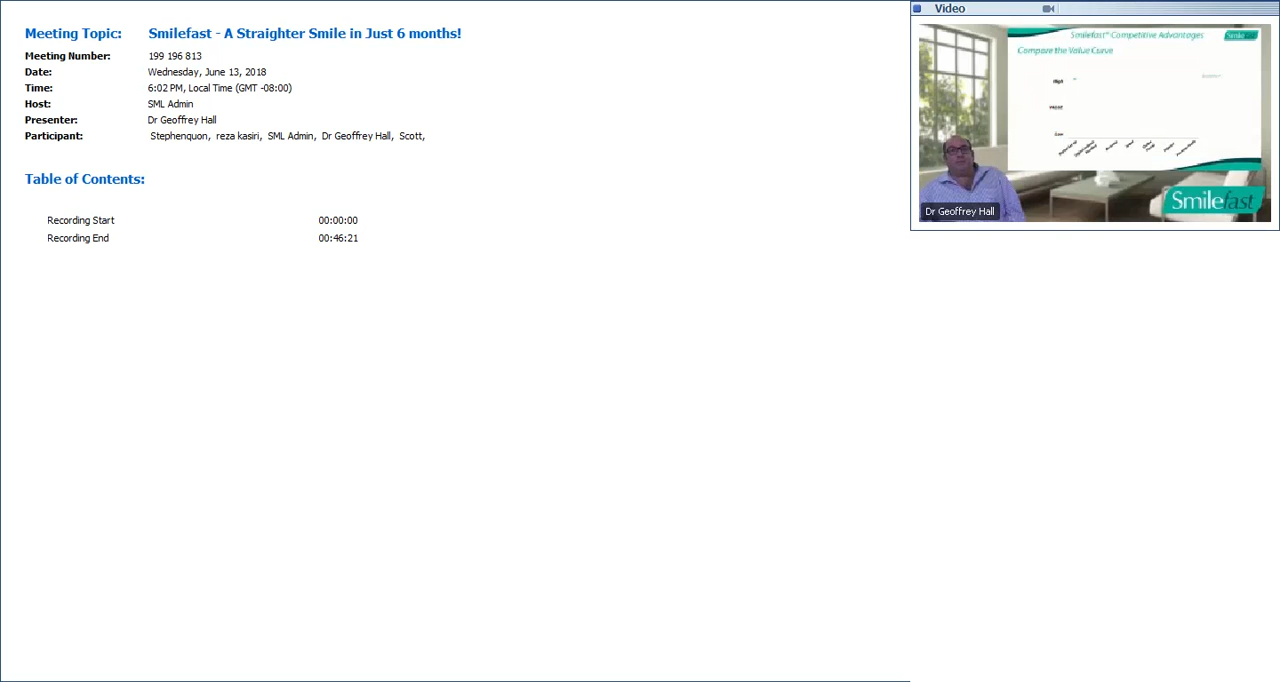 Meeting Topic: Smilefast - A Straighter Smile in Just 6 months!
Meeting Number: 199 196 813
Date: Wednesday, June 13, 2018
Time: 6:02 PM, Local Time (GMT -08:00)
Host: SML Admin
Presenter: Dr Geoffrey Hall
Participant: Stephenquon, reza kasiri, SML Admin, Dr Geoffrey Hall, Scott,
Table of Contents:
Recording Start 00:00:00
Recording End 00:46:21
Video
Smilefast® Competitive Advantages
Smilefast
Compare the Value Curve
High
Low
Smilefast
Dr Geoffrey Hall